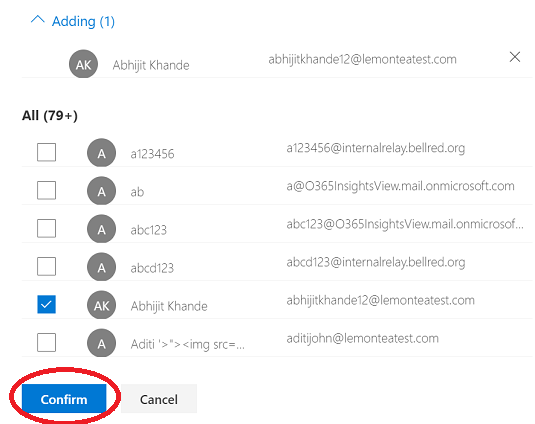 Adding (1)
AK Abhijit Khande abhijitkhande12@lemonteatest.com
All (79+)
A a123456 a123456@internalrelay.bellred.org
A ab a@O365InsightsView.mail.onmicrosoft.com
A abc123 abc123@O365InsightsView.mail.onmicrosof...
A abcd123 abcd123@internalrelay.bellred.org
AK Abhijit Khande abhijitkhande12@lemonteatest.com
A Aditi '>"><img src=... aditijohn@lemonteatest.com
Confirm Cancel